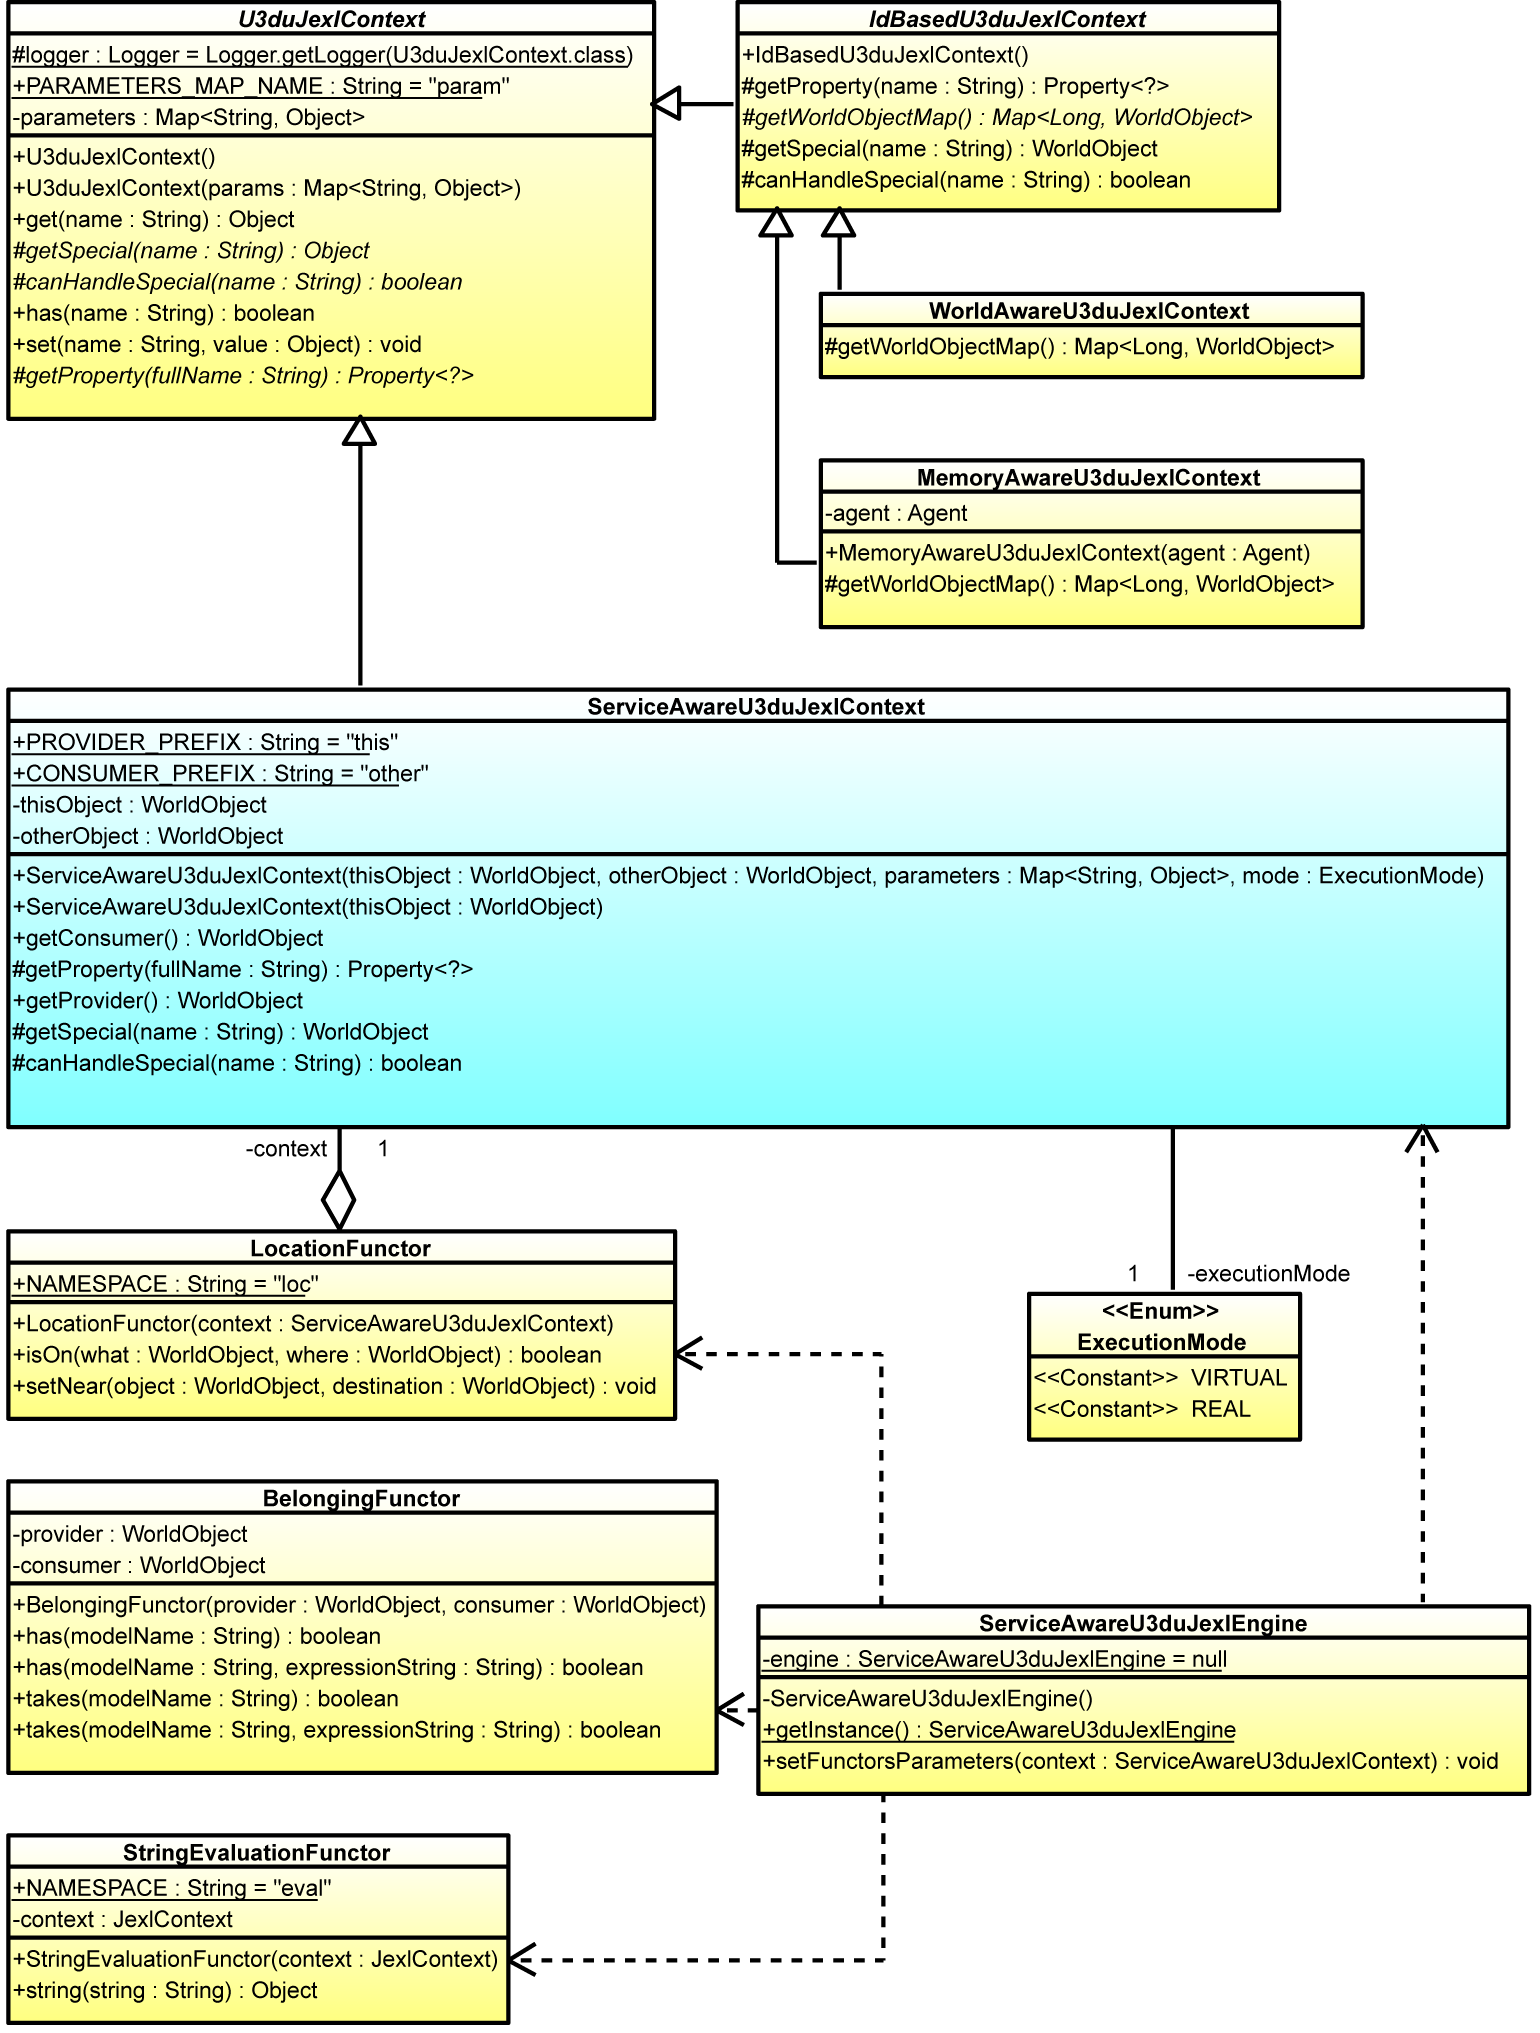 U3duJexlContext
#logger : Logger = Logger.getLogger(U3duJexlContext.class)
+PARAMETERS_MAP_NAME : String = "param"
-parameters : Map<String, Object>
+U3duJexlContext()
+U3duJexlContext(params : Map<String, Object>)
+get(name : String) : Object
#getSpecial(name : String) : Object
#canHandleSpecial(name : String) : boolean
+has(name : String) : boolean
+set(name : String, value : Object) : void
#getProperty(fullName : String) : Property<?>
IdBasedU3duJexlContext
+IdBasedU3duJexlContext()
#getProperty(name : String) : Property<?>
#getWorldObjectMap() : Map<Long, WorldObject>
#getSpecial(name : String) : WorldObject
#canHandleSpecial(name : String) : boolean
WorldAwareU3duJexlContext
#getWorldObjectMap() : Map<Long, WorldObject>
MemoryAwareU3duJexlContext
-agent : Agent
+MemoryAwareU3duJexlContext(agent : Agent)
#getWorldObjectMap() : Map<Long, WorldObject>
ServiceAwareU3duJexlContext
+PROVIDER_PREFIX : String = "this"
+CONSUMER_PREFIX : String = "other"
-thisObject : WorldObject
-otherObject : WorldObject
+ServiceAwareU3duJexlContext(thisObject : WorldObject, otherObject : WorldObject, parameters : Map<String, Object>, mode : ExecutionMode)
+ServiceAwareU3duJexlContext(thisObject : WorldObject)
+getConsumer() : WorldObject
#getProperty(fullName : String) : Property<?>
+getProvider() : WorldObject
#getSpecial(name : String) : WorldObject
#canHandleSpecial(name : String) : boolean
-context 1
LocationFunctor
+NAMESPACE : String = "loc"
+LocationFunctor(context : ServiceAwareU3duJexlContext)
+isOn(what : WorldObject, where : WorldObject) : boolean
+setNear(object : WorldObject, destination : WorldObject) : void
1 -executionMode
<<Enum>>
ExecutionMode
<<Constant>> VIRTUAL
<<Constant>> REAL
BelongingFunctor
-provider : WorldObject
-consumer : WorldObject
+BelongingFunctor(provider : WorldObject, consumer : WorldObject)
+has(modelName : String) : boolean
+has(modelName : String, expressionString : String) : boolean
+takes(modelName : String) : boolean
+takes(modelName : String, expressionString : String) : boolean
ServiceAwareU3duJexlEngine
-engine : ServiceAwareU3duJexlEngine = null
-ServiceAwareU3duJexlEngine()
+getInstance() : ServiceAwareU3duJexlEngine
+setFunctorsParameters(context : ServiceAwareU3duJexlContext) : void
StringEvaluationFunctor
+NAMESPACE : String = "eval"
-context : JexlContext
+StringEvaluationFunctor(context : JexlContext)
+string(string : String) : Object